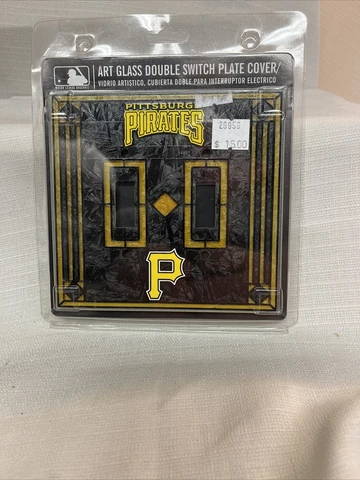 ART GLASS DOUBLE SWITCH PLATE COVER/
VIDRIO ARTISTICO, CUBIERTA DOBLE PARA INTERRUPTOR ELECTRICO
PITTSBURGH
PIRATES
$ 15.00
P